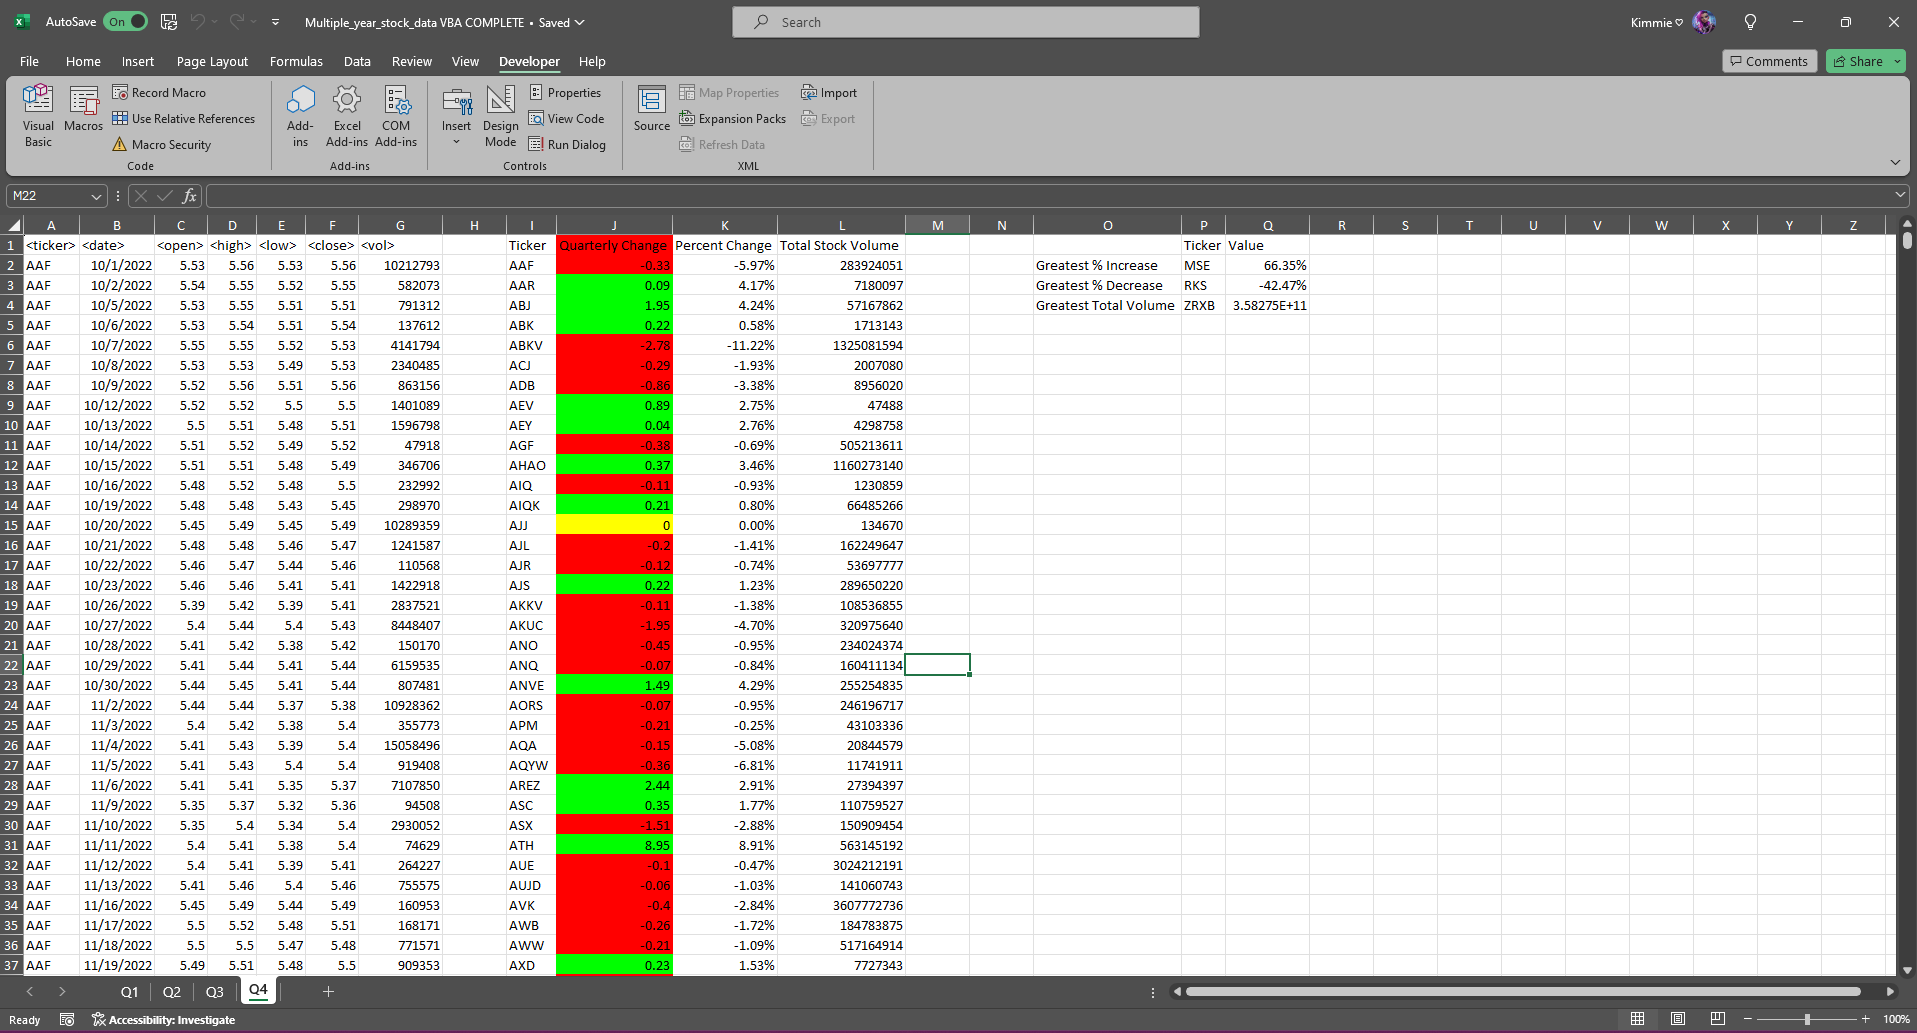 AutoSave On Multiple_year_stock_data VBA COMPLETE • Saved Search Kimmie♡
File Home Insert Page Layout Formulas Data Review View Developer Help Comments Share
Visual Basic Macros Record Macro Use Relative References Macro Security Code
Add-ins Excel Add-ins COM Add-ins Add-ins
Insert Design Mode Properties View Code Run Dialog Controls
Source Map Properties Expansion Packs Refresh Data Import Export XML
M22 fx
A B C D E F G H I J K L M N O P Q R S T U V W X Y Z
1 <ticker> <date> <open> <high> <low> <close> <vol> Ticker Quarterly Change Percent Change Total Stock Volume Ticker Value
2 AAF 10/1/2022 5.53 5.56 5.53 5.56 10212793 AAF -0.33 -5.97% 283924051 Greatest % Increase MSE 66.35%
3 AAF 10/2/2022 5.54 5.55 5.52 5.55 582073 AAR 0.09 4.17% 7180097 Greatest % Decrease RKS -42.47%
4 AAF 10/5/2022 5.53 5.55 5.51 5.51 791312 ABJ 1.95 4.24% 57167862 Greatest Total Volume ZRXB 3.58275E+11
5 AAF 10/6/2022 5.53 5.54 5.51 5.54 137612 ABK 0.22 0.58% 1713143
6 AAF 10/7/2022 5.55 5.55 5.52 5.53 4141794 ABKV -2.78 -11.22% 1325081594
7 AAF 10/8/2022 5.53 5.53 5.49 5.53 2340485 ACJ -0.29 -1.93% 2007080
8 AAF 10/9/2022 5.52 5.56 5.51 5.56 863156 ADB -0.86 -3.38% 8956020
9 AAF 10/12/2022 5.52 5.52 5.5 5.5 1401089 AEV 0.89 2.75% 47488
10 AAF 10/13/2022 5.5 5.51 5.48 5.51 1596798 AEY 0.04 2.76% 4298758
11 AAF 10/14/2022 5.51 5.52 5.49 5.52 47918 AGF -0.38 -0.69% 505213611
12 AAF 10/15/2022 5.51 5.51 5.48 5.49 346706 AHAO 0.37 3.46% 1160273140
13 AAF 10/16/2022 5.48 5.52 5.48 5.5 232992 AIQ -0.11 -0.93% 1230859
14 AAF 10/19/2022 5.48 5.48 5.43 5.45 298970 AIQK 0.21 0.80% 66485266
15 AAF 10/20/2022 5.45 5.49 5.45 5.49 10289359 AJJ 0 0.00% 134670
16 AAF 10/21/2022 5.48 5.48 5.46 5.47 1241587 AJL -0.2 -1.41% 162249647
17 AAF 10/22/2022 5.46 5.47 5.44 5.46 110568 AJR -0.12 -0.74% 53697777
18 AAF 10/23/2022 5.46 5.46 5.41 5.41 1422918 AJS 0.22 1.23% 289650220
19 AAF 10/26/2022 5.39 5.42 5.39 5.41 2837521 AKKV -0.11 -1.38% 108536855
20 AAF 10/27/2022 5.4 5.44 5.4 5.43 8448407 AKUC -1.95 -4.70% 320975640
21 AAF 10/28/2022 5.41 5.42 5.38 5.42 150170 ANO -0.45 -0.95% 234024374
22 AAF 10/29/2022 5.41 5.44 5.41 5.44 6159535 ANQ -0.07 -0.84% 160411134
23 AAF 10/30/2022 5.44 5.45 5.41 5.44 807481 ANVE 1.49 4.29% 255254835
24 AAF 11/2/2022 5.44 5.44 5.37 5.38 10928362 AORS -0.07 -0.95% 246196717
25 AAF 11/3/2022 5.4 5.42 5.38 5.4 355773 APM -0.21 -0.25% 43103336
26 AAF 11/4/2022 5.41 5.43 5.39 5.4 15058496 AQA -0.15 -5.08% 20844579
27 AAF 11/5/2022 5.41 5.43 5.4 5.4 919408 AQYW -0.36 -6.81% 11741911
28 AAF 11/6/2022 5.41 5.41 5.35 5.37 7107850 AREZ 2.44 2.91% 27394397
29 AAF 11/9/2022 5.35 5.37 5.32 5.36 94508 ASC 0.35 1.77% 110759527
30 AAF 11/10/2022 5.35 5.4 5.34 5.4 2930052 ASX -1.51 -2.88% 150909454
31 AAF 11/11/2022 5.4 5.41 5.38 5.4 74629 ATH 8.95 8.91% 563145192
32 AAF 11/12/2022 5.4 5.41 5.39 5.41 264227 AUE -0.1 -0.47% 3024212191
33 AAF 11/13/2022 5.41 5.46 5.4 5.46 755575 AUJD -0.06 -1.03% 141060743
34 AAF 11/16/2022 5.45 5.49 5.44 5.49 160953 AVK -0.4 -2.84% 3607772736
35 AAF 11/17/2022 5.5 5.52 5.48 5.51 168171 AWB -0.26 -1.72% 184783875
36 AAF 11/18/2022 5.5 5.5 5.47 5.48 771571 AWW -0.21 -1.09% 517164914
37 AAF 11/19/2022 5.49 5.51 5.48 5.5 909353 AXD 0.23 1.53% 7727343
Q1 Q2 Q3 Q4
Ready Accessibility: Investigate 100%